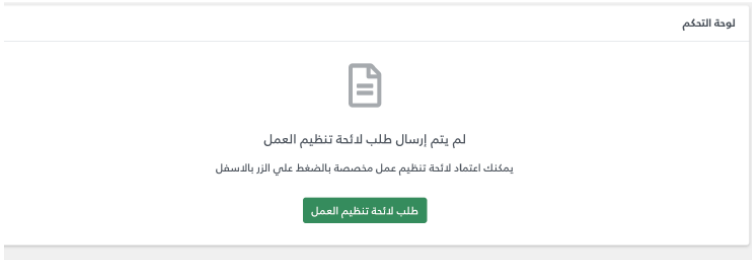 لوحة التحكم
لم يتم إرسال طلب لائحة تنظيم العمل
يمكنك اعتماد لائحة تنظيم عمل مخصصة بالضغط علي الزر بالاسفل
طلب لائحة تنظيم العمل